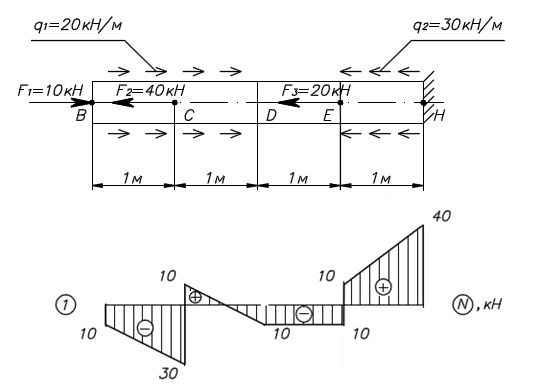 q₁=20кН/м
q₂=30кН/м
F₁=10кН
F₂=40кН
F₃=20кН
B
C
D
E
H
1м
1м
1м
1м
40
10
10
1
+
+
N, кН
10
−
−
10
10
30